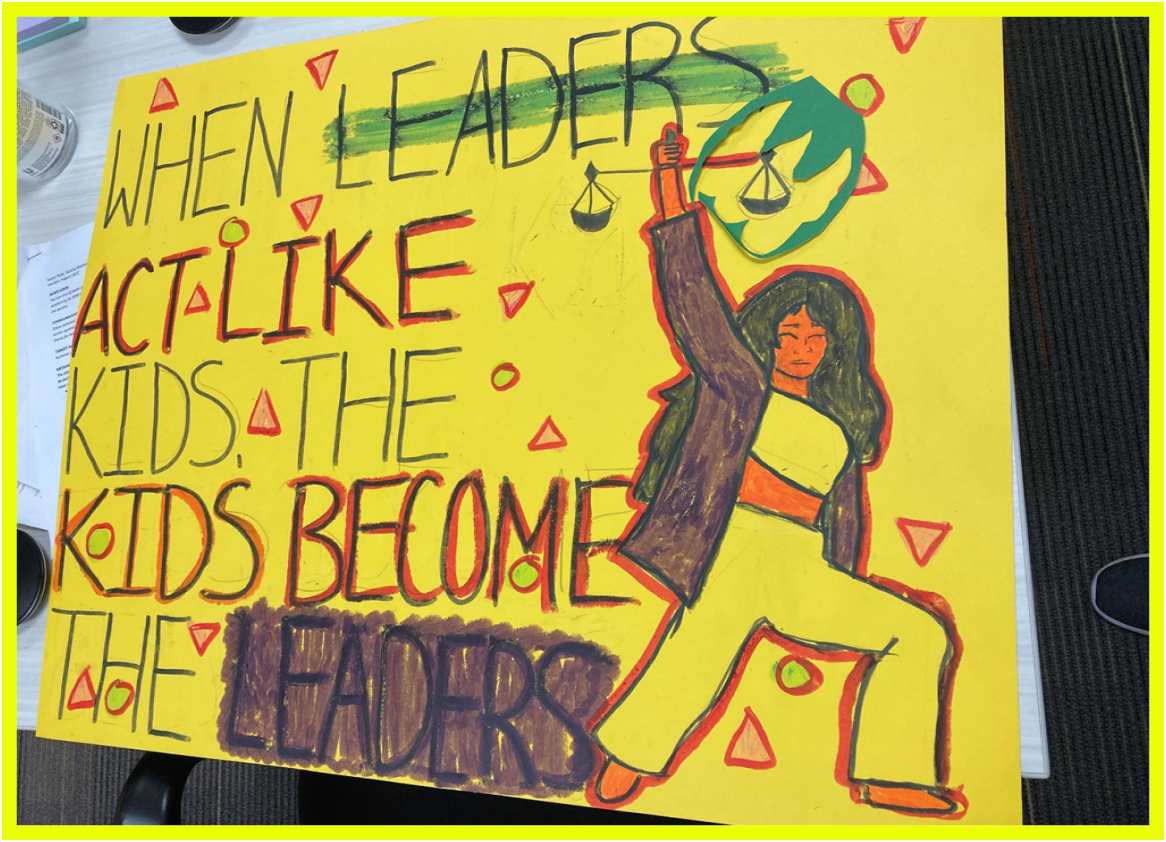 WHEN LEADERS
ACT LIKE
KIDS, THE
KIDS BECOME
THE LEADERS